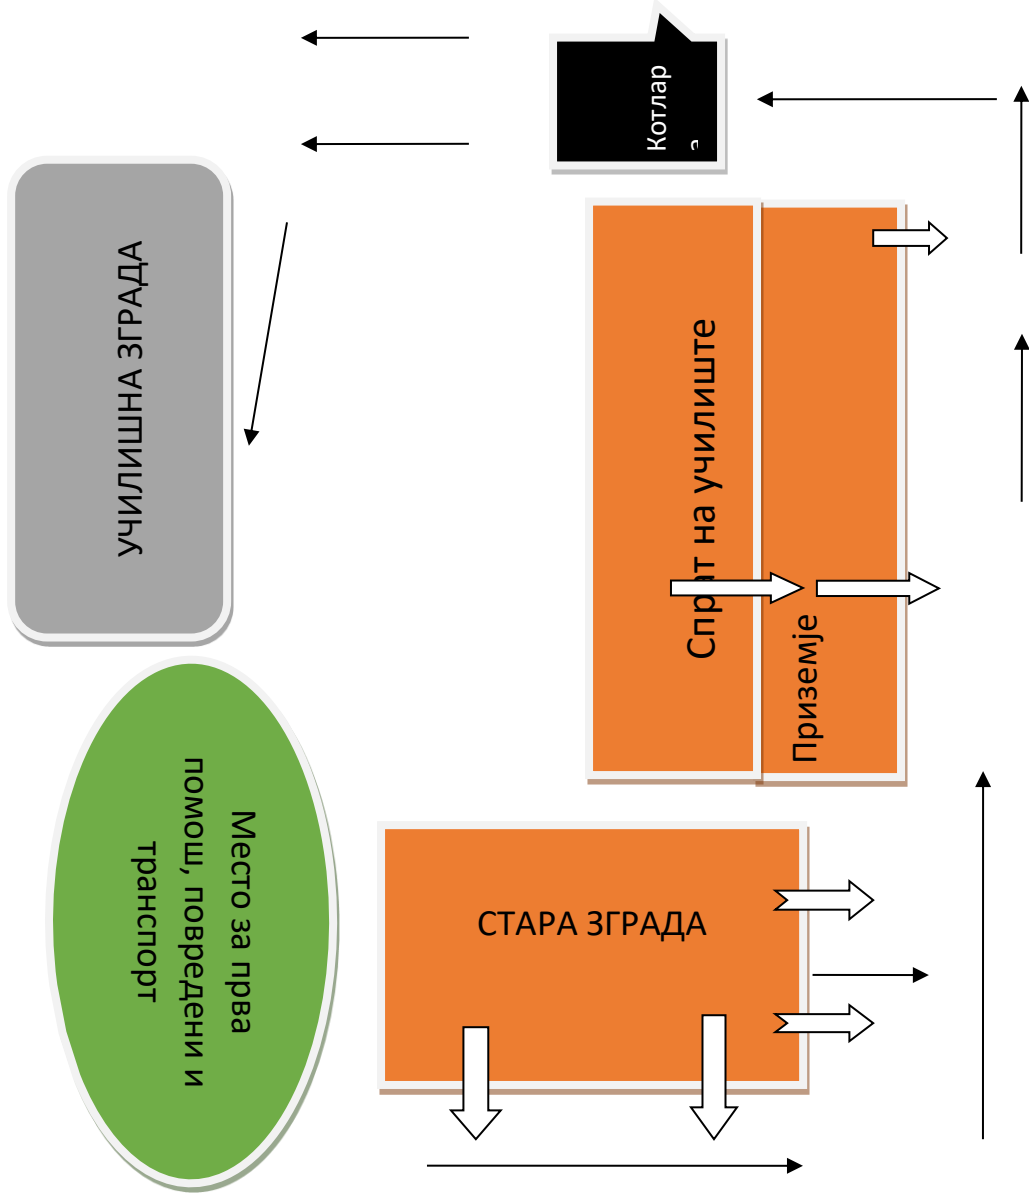 Котлар
УЧИЛИШНА ЗГРАДА
Спрат на училиште
Приземје
Место за прва
помош, повредени и
транспорт
СТАРА ЗГРАДА